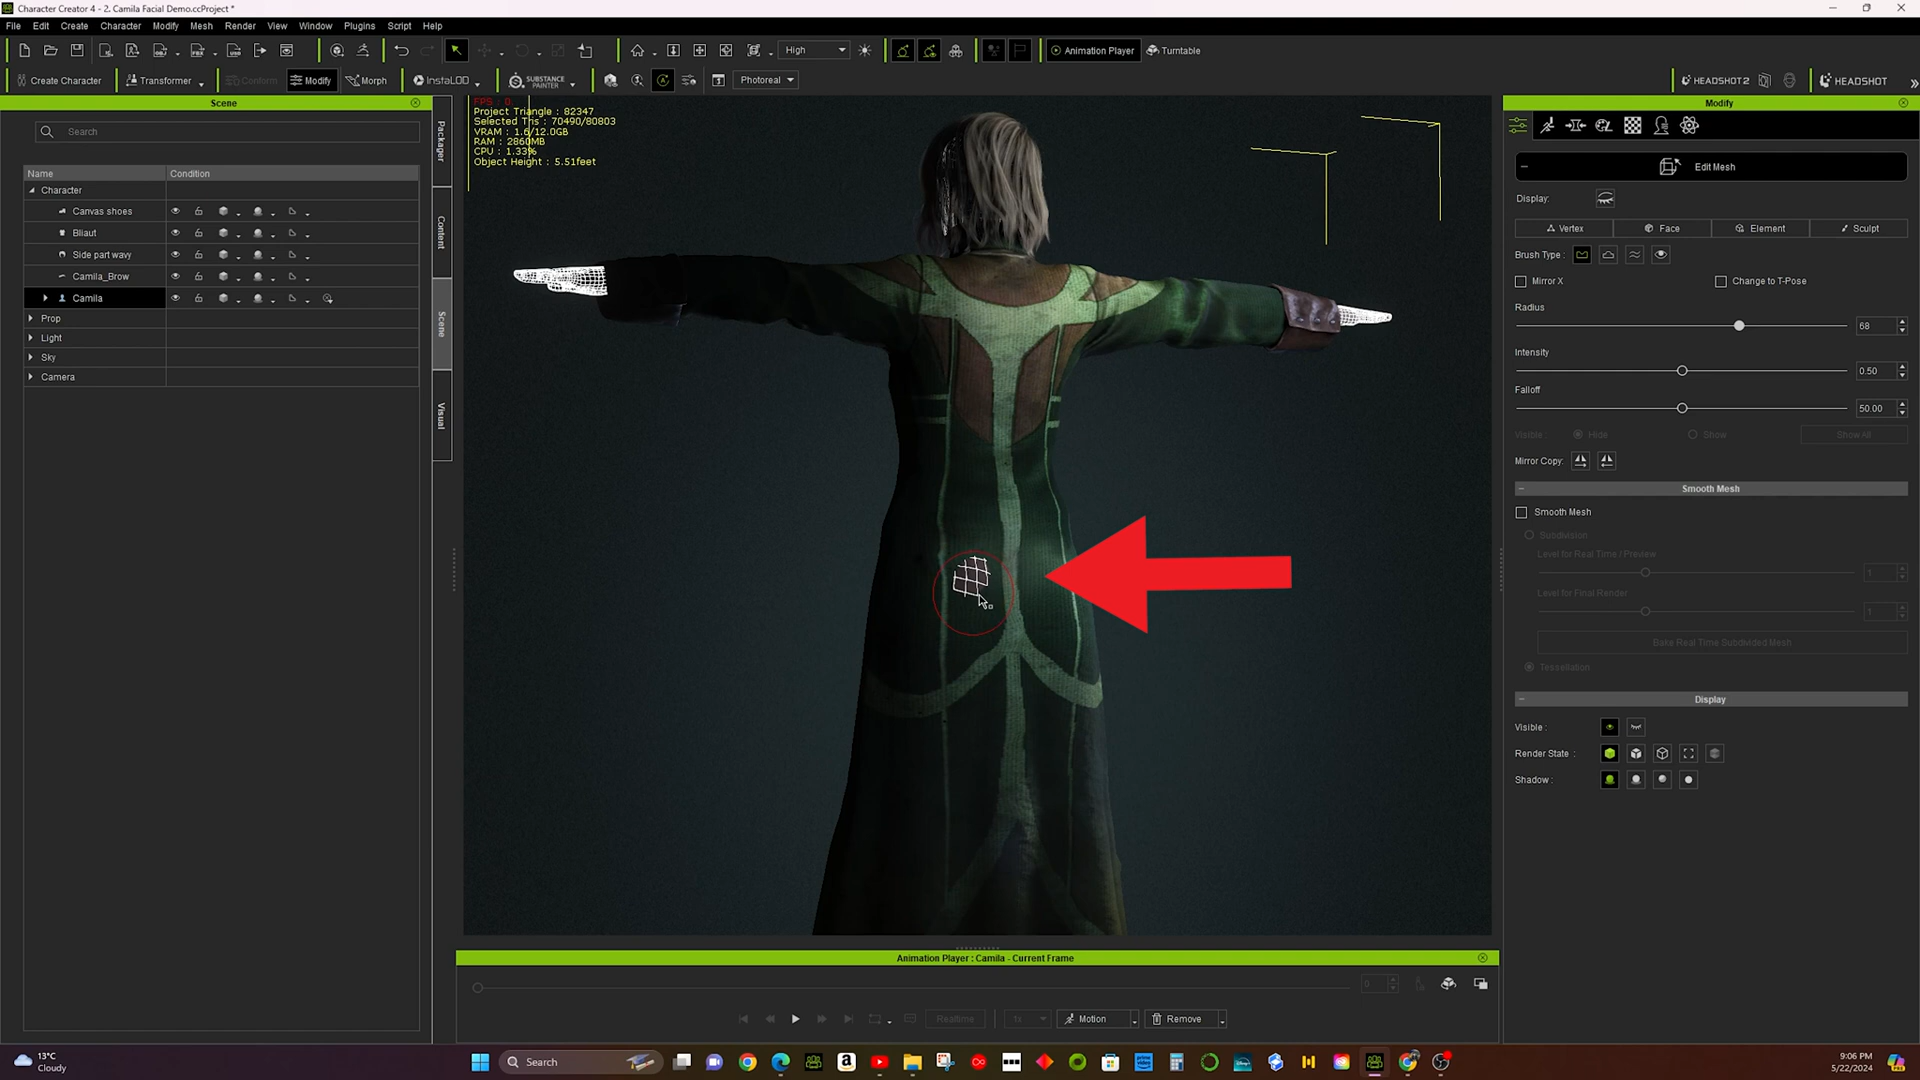 Character Creator 4 - 2. Camila Facial Demo.ccProject *
File Edit Create Character Modify Mesh Render View Window Plugins Script Help
High Animation Player Turntable
Create Character Transformer Conform Modify Morph InstaLOD SUBSTANCE PAINTER Photoreal HEADSHOT2 HEADSHOT
Scene
Search
Name Condition
Character
Canvas shoes
Bliaut
Side part wavy
Camila_Brow
Camila
Prop
Light
Sky
Camera
Packager
Content
Scene
Visual
FPS : 0
Project Triangle : 82347
Selected Tris : 70490/80803
VRAM : 1.6/12.0GB
RAM : 2860MB
CPU : 1.33%
Object Height : 5.51feet
Modify
Edit Mesh
Display:
Vertex Face Element Sculpt
Brush Type :
Mirror X Change to T-Pose
Radius
68
Intensity
0.50
Falloff
50.00
Visible : Hide Show Show All
Mirror Copy:
Smooth Mesh
Smooth Mesh
Subdivision
Level for Real Time / Preview
1
Level for Final Render
1
Bake Real Time Subdivided Mesh
Tessellation
Display
Visible :
Render State :
Shadow :
Animation Player : Camila - Current Frame
0
Realtime 1x Motion Remove
13°C
Cloudy
Search
9:06 PM
5/22/2024